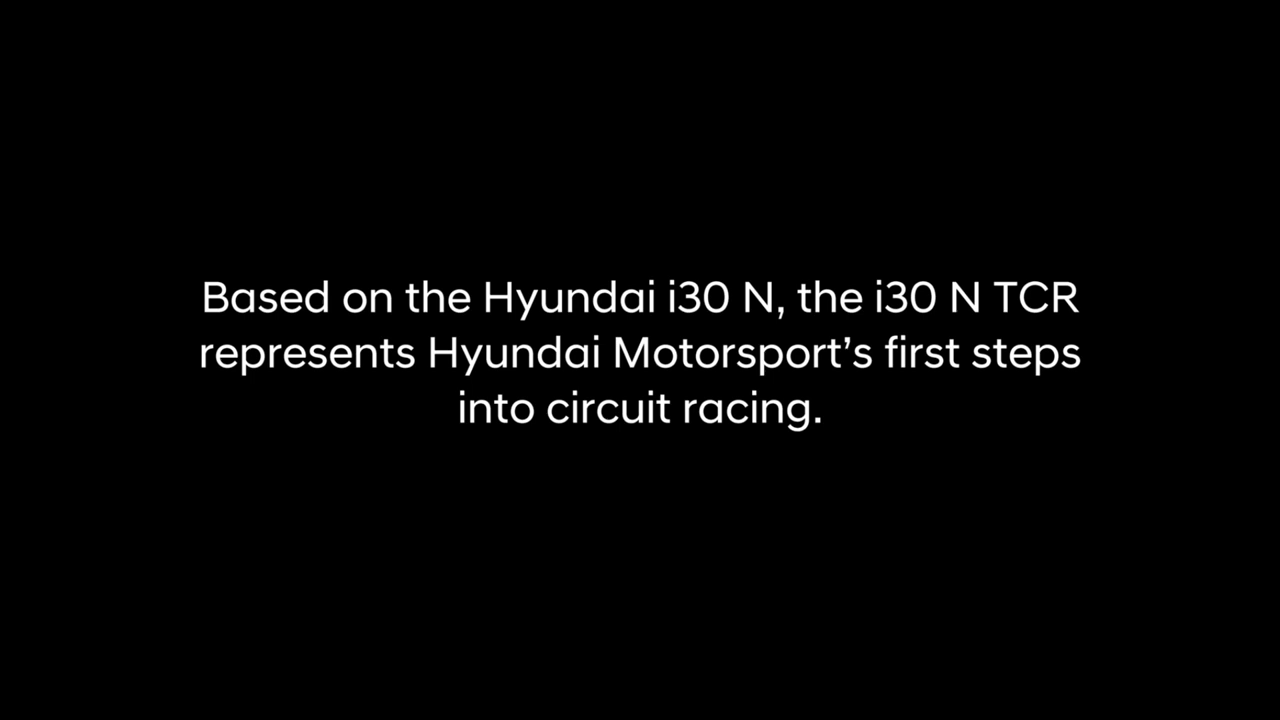 Based on the Hyundai i30 N, the i30 N TCR
represents Hyundai Motorsport’s first steps
into circuit racing.